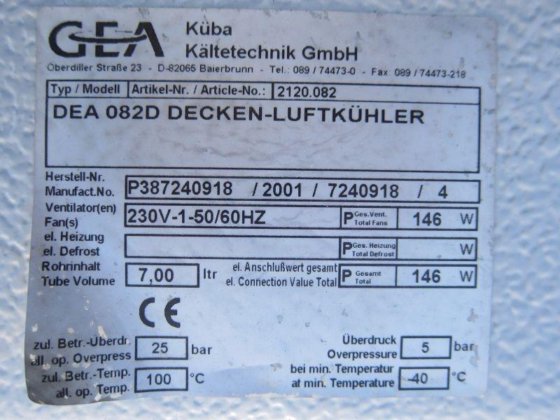 GEA Küba
Kältetechnik GmbH
Oberdiller Straße 23 - D-82065 Baierbrunn - Tel.: 089 / 74473-0 - Fax: 089 / 74473-218
Typ / Modell Artikel-Nr. / Article-No.: 2120.082
DEA 082D DECKEN-LUFTKÜHLER
Herstell-Nr.
Manufact.No. P387240918 / 2001 / 7240918 / 4
Ventilator(en)
Fan(s) 230V-1-50/60HZ P Ges.Vent. Total Fans 146 W
el. Heizung
el. Defrost P Ges. Heizung Total Defrost W
Rohrinhalt
Tube Volume 7,00 ltr
el. Anschlußwert gesamt
el. Connection Value Total P Gesamt Total 146 W
CE
zul. Betr.-Überdr.
all. op. Overpress 25 bar
Überdruck
Overpressure 5 bar
zul. Betr.-Temp.
all. op. Temp. 100 °C
bei min. Temperatur
at min. Temperature -40 °C